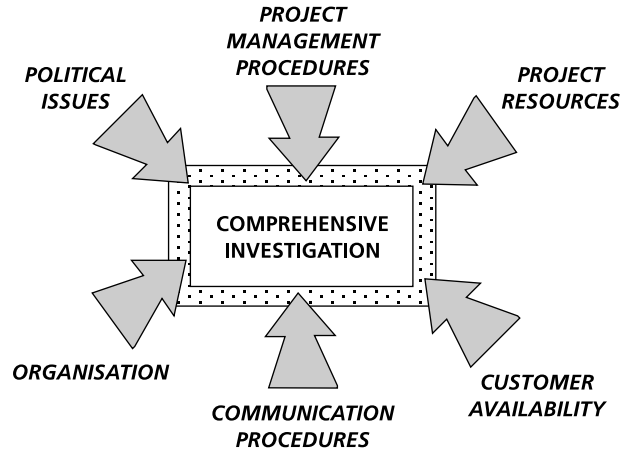 PROJECT
MANAGEMENT
PROCEDURES
POLITICAL
ISSUES
PROJECT
RESOURCES
COMPREHENSIVE
INVESTIGATION
ORGANISATION
CUSTOMER
AVAILABILITY
COMMUNICATION
PROCEDURES